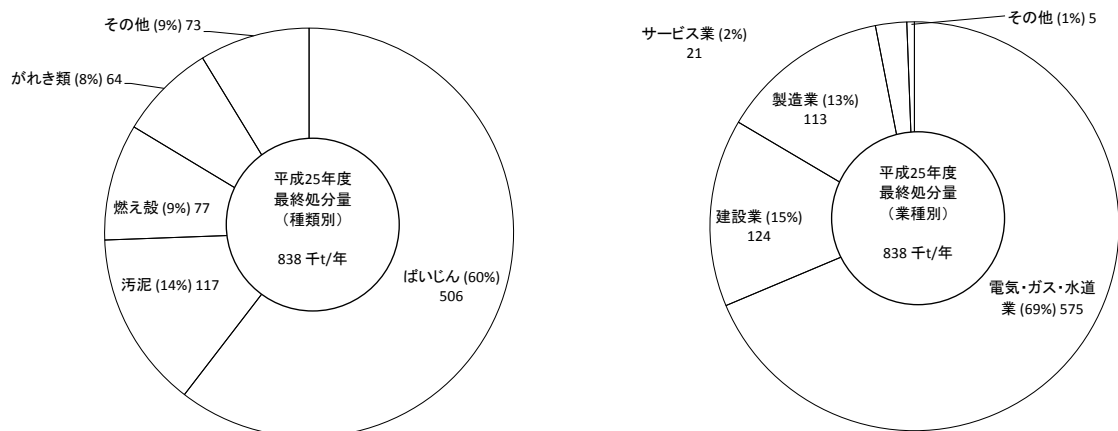 その他 (9%) 73
がれき類 (8%) 64
燃え殻 (9%) 77
汚泥 (14%) 117
ばいじん (60%)
506
平成25年度
最終処分量
（種類別）
838 千t/年
その他 (1%) 5
サービス業 (2%)
21
製造業 (13%)
113
建設業 (15%)
124
電気・ガス・水道
業 (69%) 575
平成25年度
最終処分量
（業種別）
838 千t/年